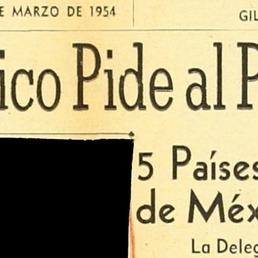 E MARZO DE 1954
GIL
ico Pide al P
5 Países
de Méx
La Deleg